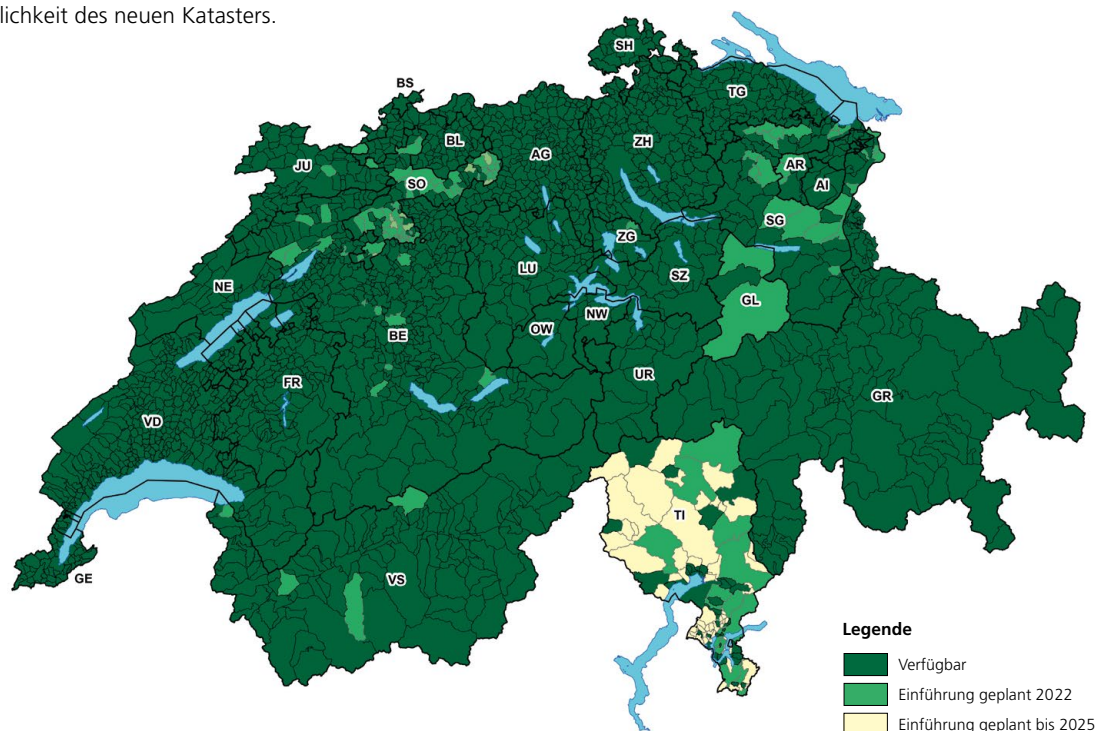 lichkeit des neuen Katasters.
SH
BS
TG
BL
ZH
AG
JU
AR
SO
AI
SG
ZG
LU
SZ
NE
GL
NW
OW
BE
UR
FR
GR
VD
TI
GE
VS
Legende
Verfügbar
Einführung geplant 2022
Einführung geplant bis 2025